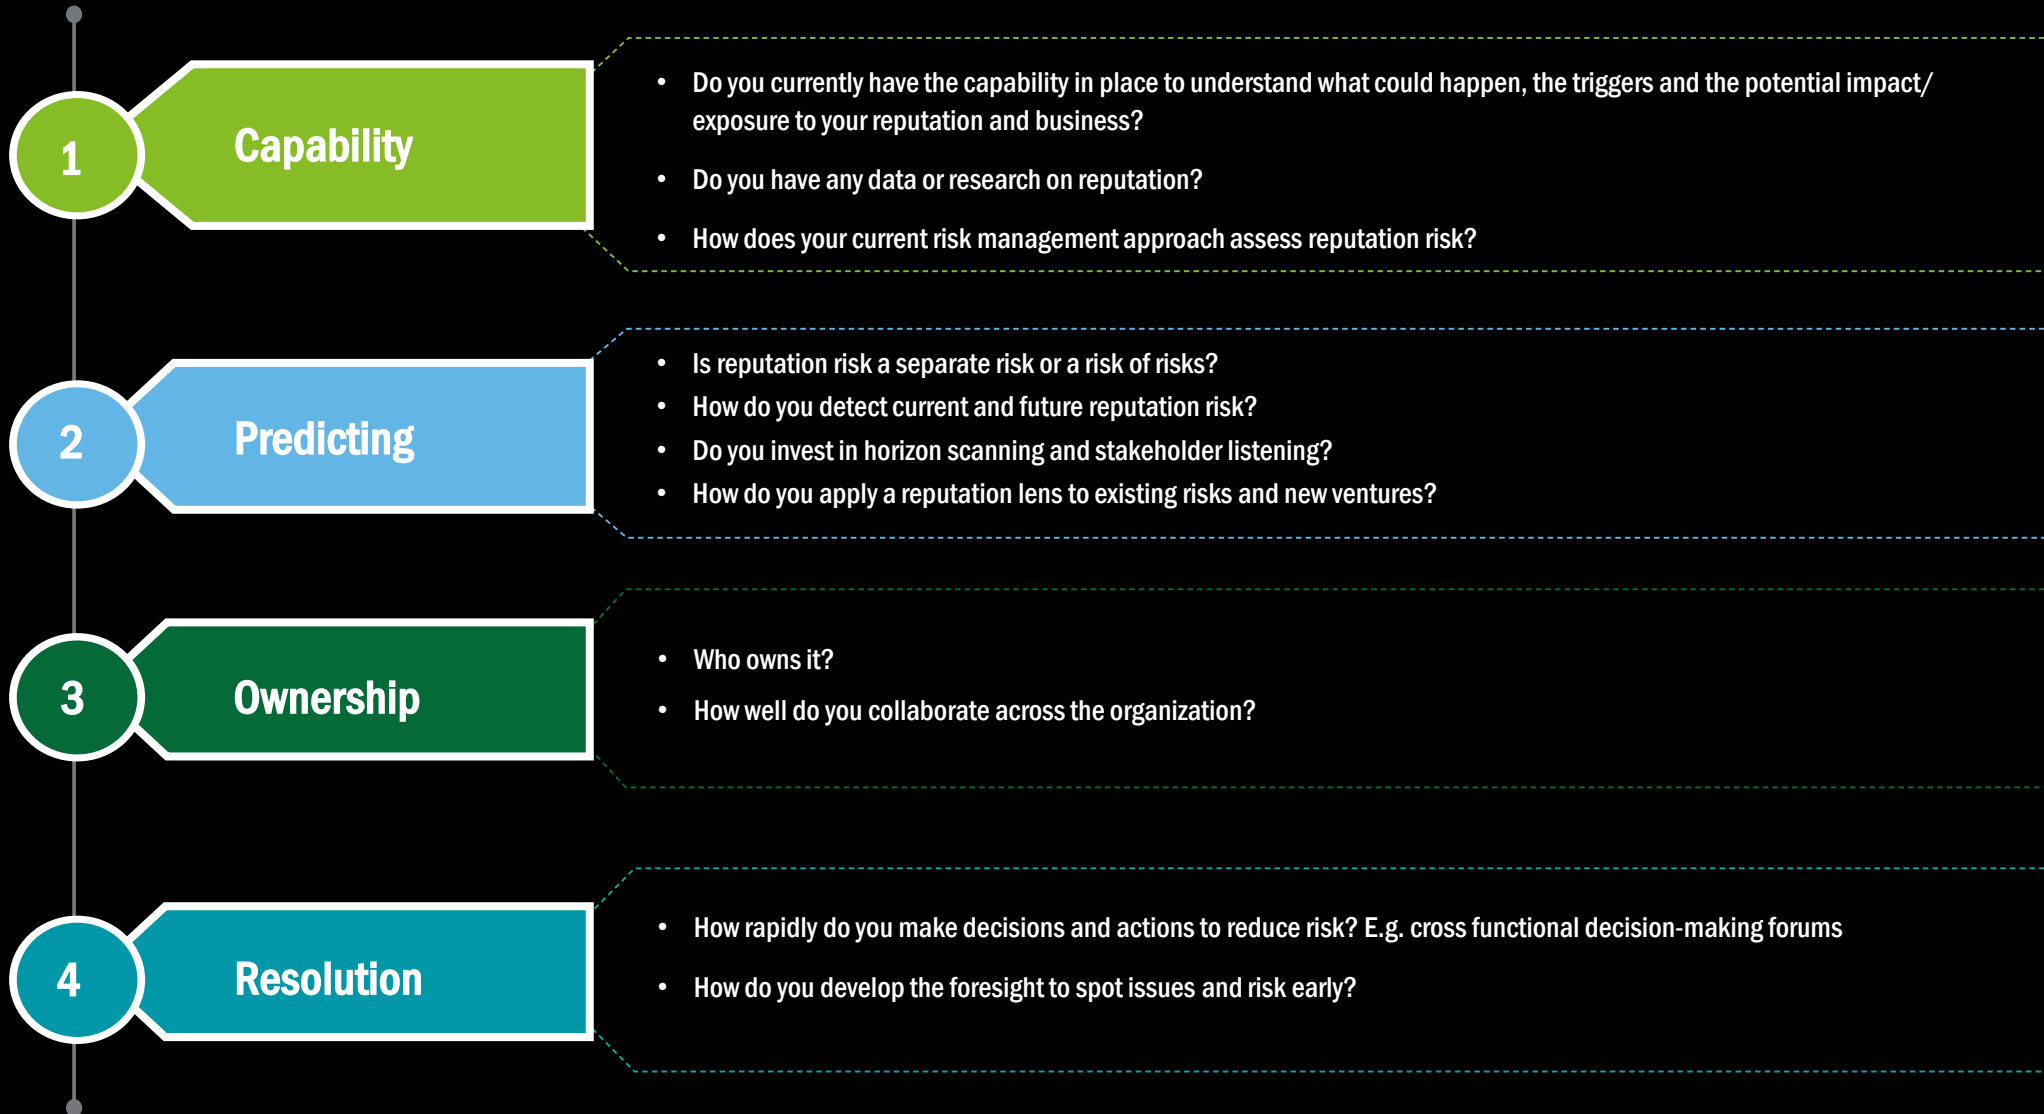 1
Capability
• Do you currently have the capability in place to understand what could happen, the triggers and the potential impact/
exposure to your reputation and business?
• Do you have any data or research on reputation?
• How does your current risk management approach assess reputation risk?
2
Predicting
• Is reputation risk a separate risk or a risk of risks?
• How do you detect current and future reputation risk?
• Do you invest in horizon scanning and stakeholder listening?
• How do you apply a reputation lens to existing risks and new ventures?
3
Ownership
• Who owns it?
• How well do you collaborate across the organization?
4
Resolution
• How rapidly do you make decisions and actions to reduce risk? E.g. cross functional decision-making forums
• How do you develop the foresight to spot issues and risk early?